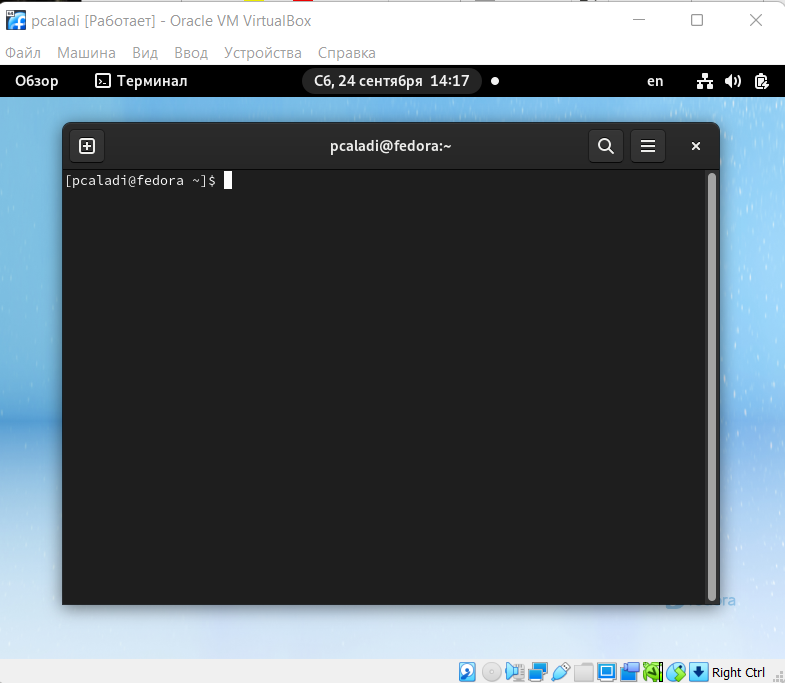 pcaladi [Работает] - Oracle VM VirtualBox
Файл Машина Вид Ввод Устройства Справка
Обзор Терминал Сб, 24 сентября 14:17 en
pcaladi@fedora:~
[pcaladi@fedora ~]$
Right Ctrl